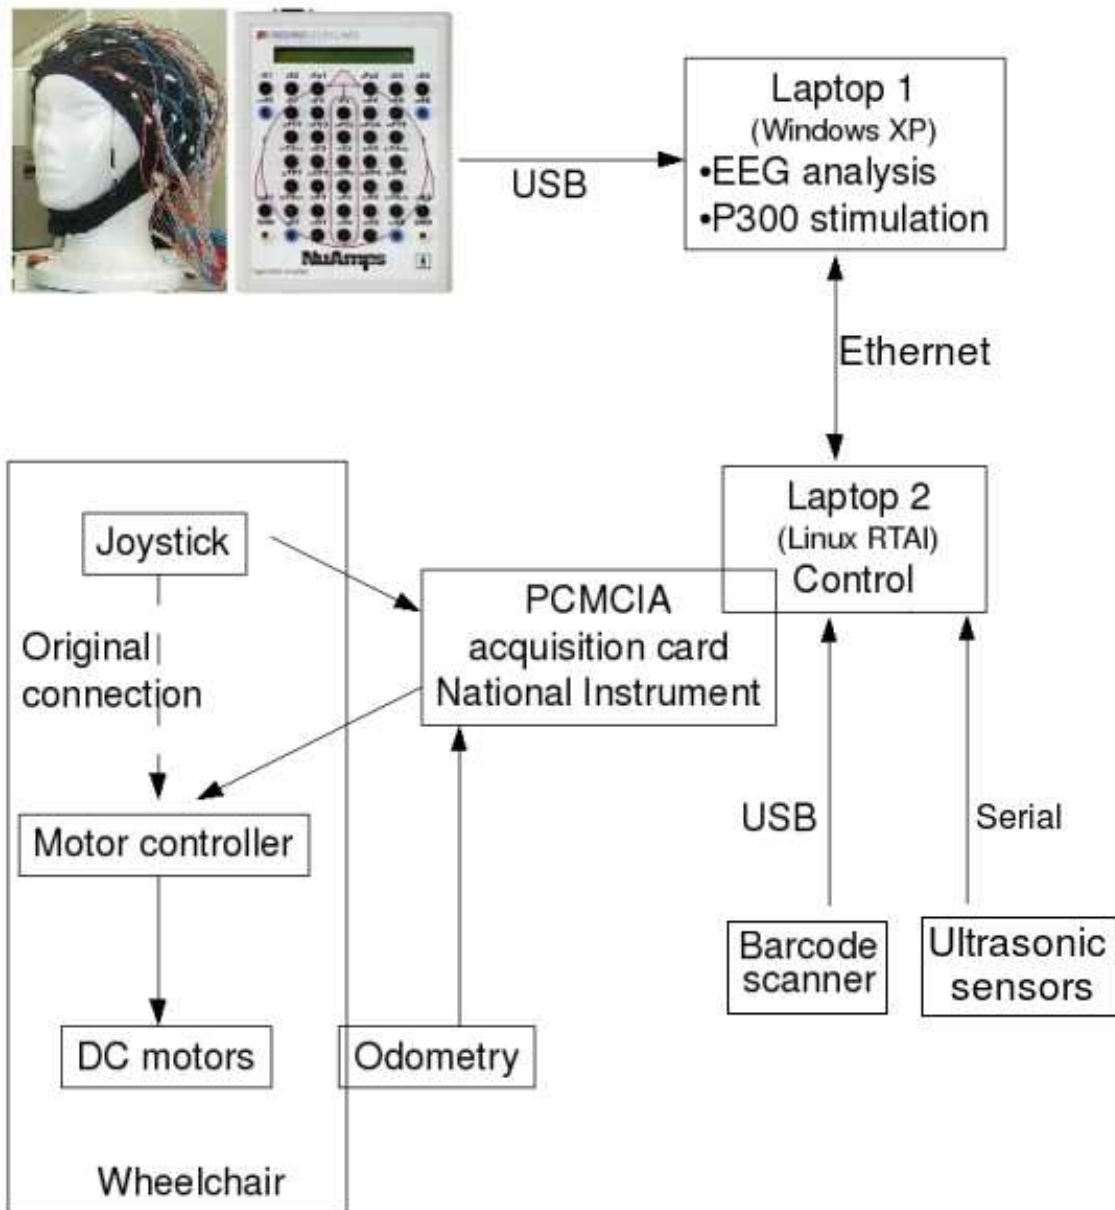 NuAmps
USB
Laptop 1
(Windows XP)
•EEG analysis
•P300 stimulation
Ethernet
Laptop 2
(Linux RTAI)
Control
Joystick
PCMCIA
acquisition card
National Instrument
Original
connection
Motor controller
USB
Serial
Barcode
scanner
Ultrasonic
sensors
DC motors
Odometry
Wheelchair